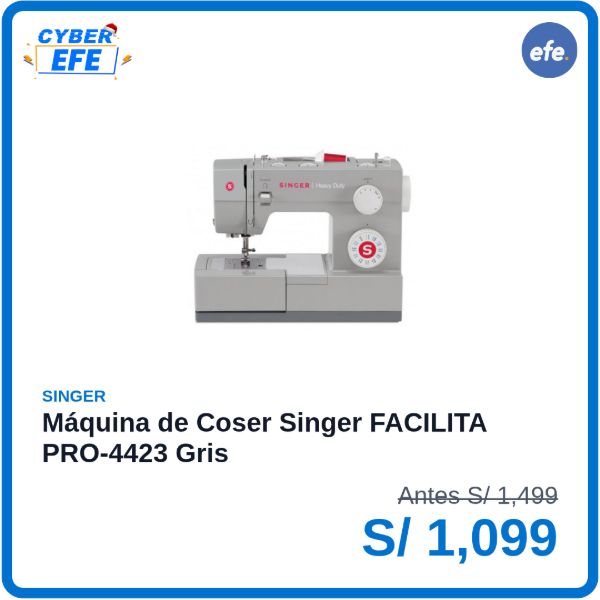 CYBER
EFE
efe.
SINGER Heavy Duty
S
S
SINGER
Máquina de Coser Singer FACILITA
PRO-4423 Gris
Antes S/ 1,499
S/ 1,099